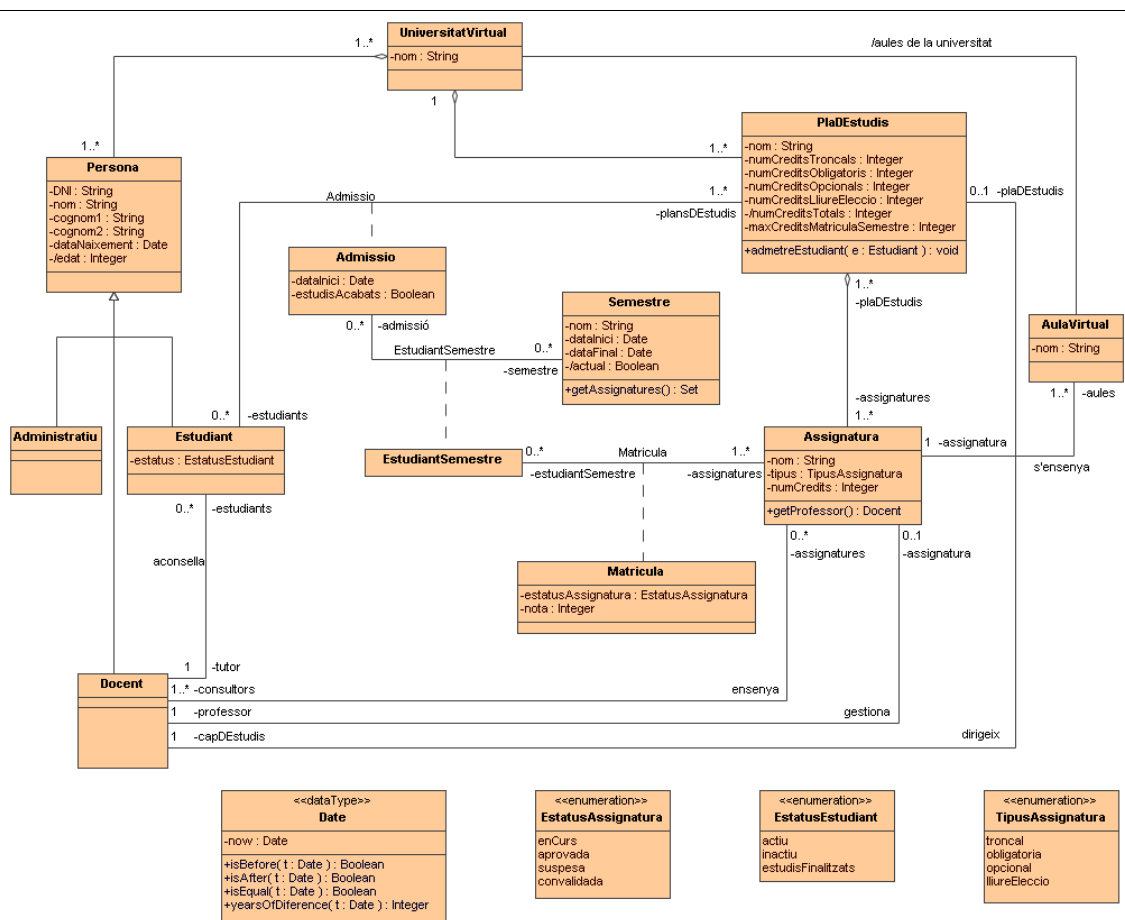 UniversitatVirtual
-nom : String
1..*
1
/aules de la universitat
1..*
Persona
-DNI : String
-nom : String
-cognom1 : String
-cognom2 : String
-dataNaixement : Date
-/edat : Integer
1..*
PlaDEstudis
-nom : String
-numCreditsTroncals : Integer
-numCreditsObligatoris : Integer
-numCreditsOpcionals : Integer
-numCreditsLliureEleccio : Integer
-/numCreditsTotals : Integer
-maxCreditsMatriculaSemestre : Integer
+admetreEstudiant( e : Estudiant ) : void
Admissio
1..*
-plansDEstudis
0..1 -plaDEstudis
Admissio
-dataInici : Date
-estudisAcabats : Boolean
0..* -admissió
EstudiantSemestre
0..*
-semestre
Semestre
-nom : String
-dataInici : Date
-dataFinal : Date
-/actual : Boolean
+getAssignatures() : Set
1..*
-plaDEstudis
AulaVirtual
-nom : String
1..* -aules
-assignatures
1..*
0..* -estudiants
Administratiu
Estudiant
-estatus : EstatusEstudiant
0..* -estudiants
EstudiantSemestre
0..*
-estudiantSemestre
Matricula
1..*
-assignatures
Assignatura
-nom : String
-tipus : TipusAssignatura
-numCredits : Integer
+getProfessor() : Docent
1 -assignatura
s'ensenya
0..*
-assignatures
0..1
-assignatura
aconsella
Matricula
-estatusAssignatura : EstatusAssignatura
-nota : Integer
1 -tutor
Docent
1..* -consultors
ensenya
1 -professor
gestiona
1 -capDEstudis
dirigeix
<<dataType>>
Date
-now : Date
+isBefore( t : Date ) : Boolean
+isAfter( t : Date ) : Boolean
+isEqual( t : Date ) : Boolean
+yearsOfDiference( t : Date ) : Integer
<<enumeration>>
EstatusAssignatura
enCurs
aprovada
suspesa
convalidada
<<enumeration>>
EstatusEstudiant
actiu
inactiu
estudisFinalitzats
<<enumeration>>
TipusAssignatura
troncal
obligatoria
opcional
lliureEleccio